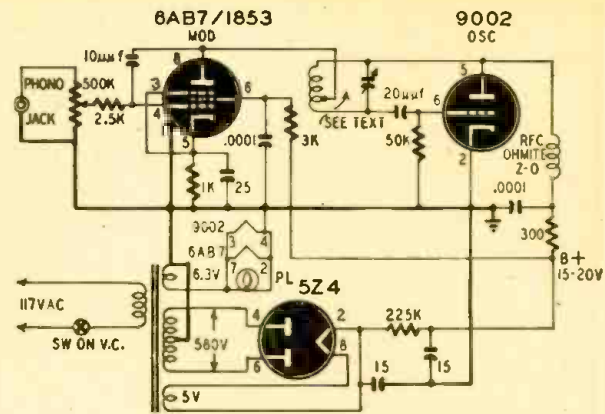 6AB7/1853
MOD
9002
OSC
10μμf
8
5
3
4
6
5
PHONO
JACK
500K
2.5K
20μμf
6
2
SEE TEXT
50K
3K
.0001
RFC
OHMITE
Z-0
1K
25
.0001
300
9002
3
4
6AB7
7
2
6.3V
PL
B+
15-20V
117VAC
SW ON V.C.
5Z4
4
2
580V
225K
6
8
15
15
5V